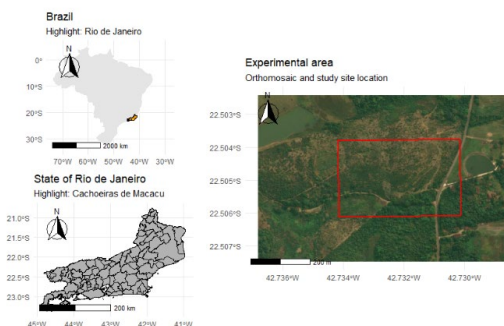 Brazil
Highlight: Rio de Janeiro
N
0°
10°S
20°S
30°S
2000 km
70°W 60°W 50°W 40°W 30°W
State of Rio de Janeiro
Highlight: Cachoeiras de Macacu
N
21.0°S
21.5°S
22.0°S
22.5°S
23.0°S
200 km
45°W 44°W 43°W 42°W 41°W
Experimental area
Orthomosaic and study site location
N
22.503°S
22.504°S
22.505°S
22.506°S
22.507°S
200 m
42.736°W 42.734°W 42.732°W 42.730°W